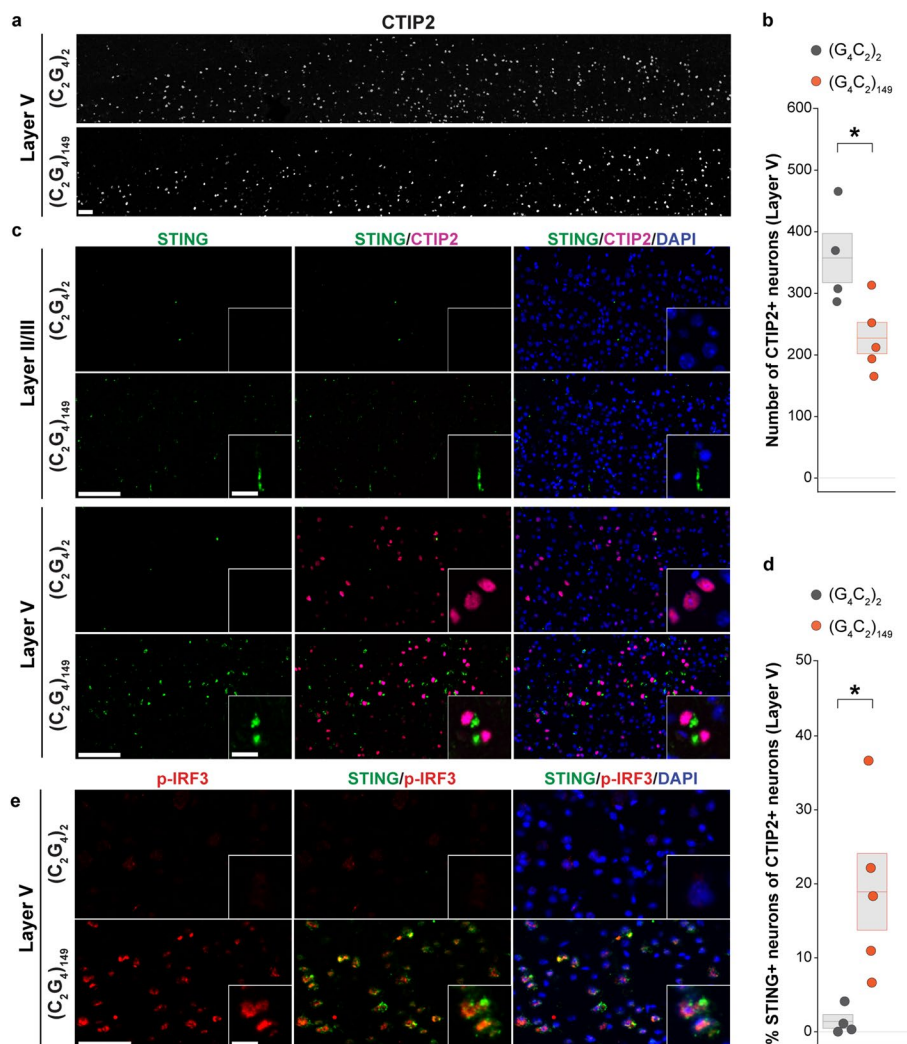 a
CTIP2
Layer V
(C₂G₄)₂
(C₂G₄)₁₄₉
b
(G₄C₂)₂
(G₄C₂)₁₄₉
Number of CTIP2+ neurons (Layer V)
600
500
400
300
200
100
0
*
c
STING
STING/CTIP2
STING/CTIP2/DAPI
Layer II/III
(C₂G₄)₂
(C₂G₄)₁₄₉
Layer V
(C₂G₄)₂
(C₂G₄)₁₄₉
d
(G₄C₂)₂
(G₄C₂)₁₄₉
% STING+ neurons of CTIP2+ neurons (Layer V)
50
40
30
20
10
0
*
e
p-IRF3
STING/p-IRF3
STING/p-IRF3/DAPI
Layer V
(C₂G₄)₂
(C₂G₄)₁₄₉